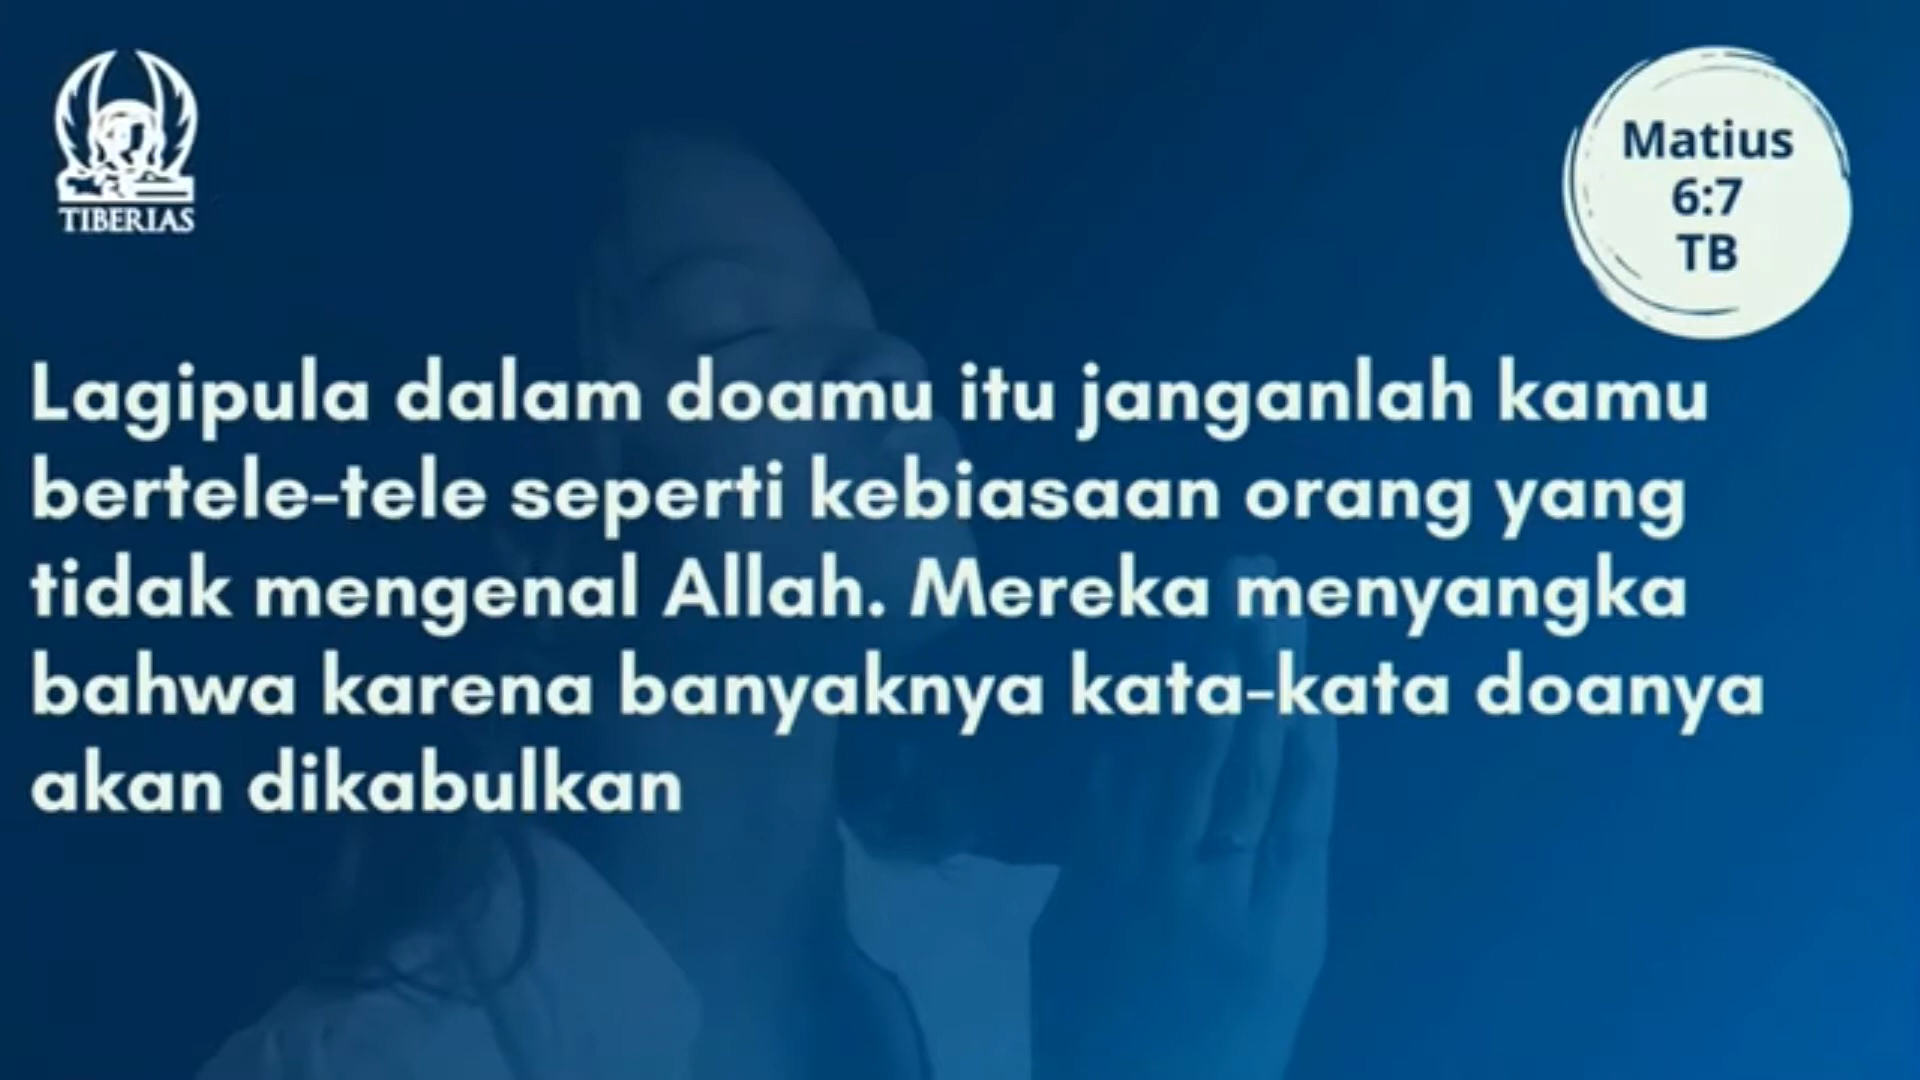 TIBERIAS
Matius
6:7
TB
Lagipula dalam doamu itu janganlah kamu
bertele-tele seperti kebiasaan orang yang
tidak mengenal Allah. Mereka menyangka
bahwa karena banyaknya kata-kata doanya
akan dikabulkan